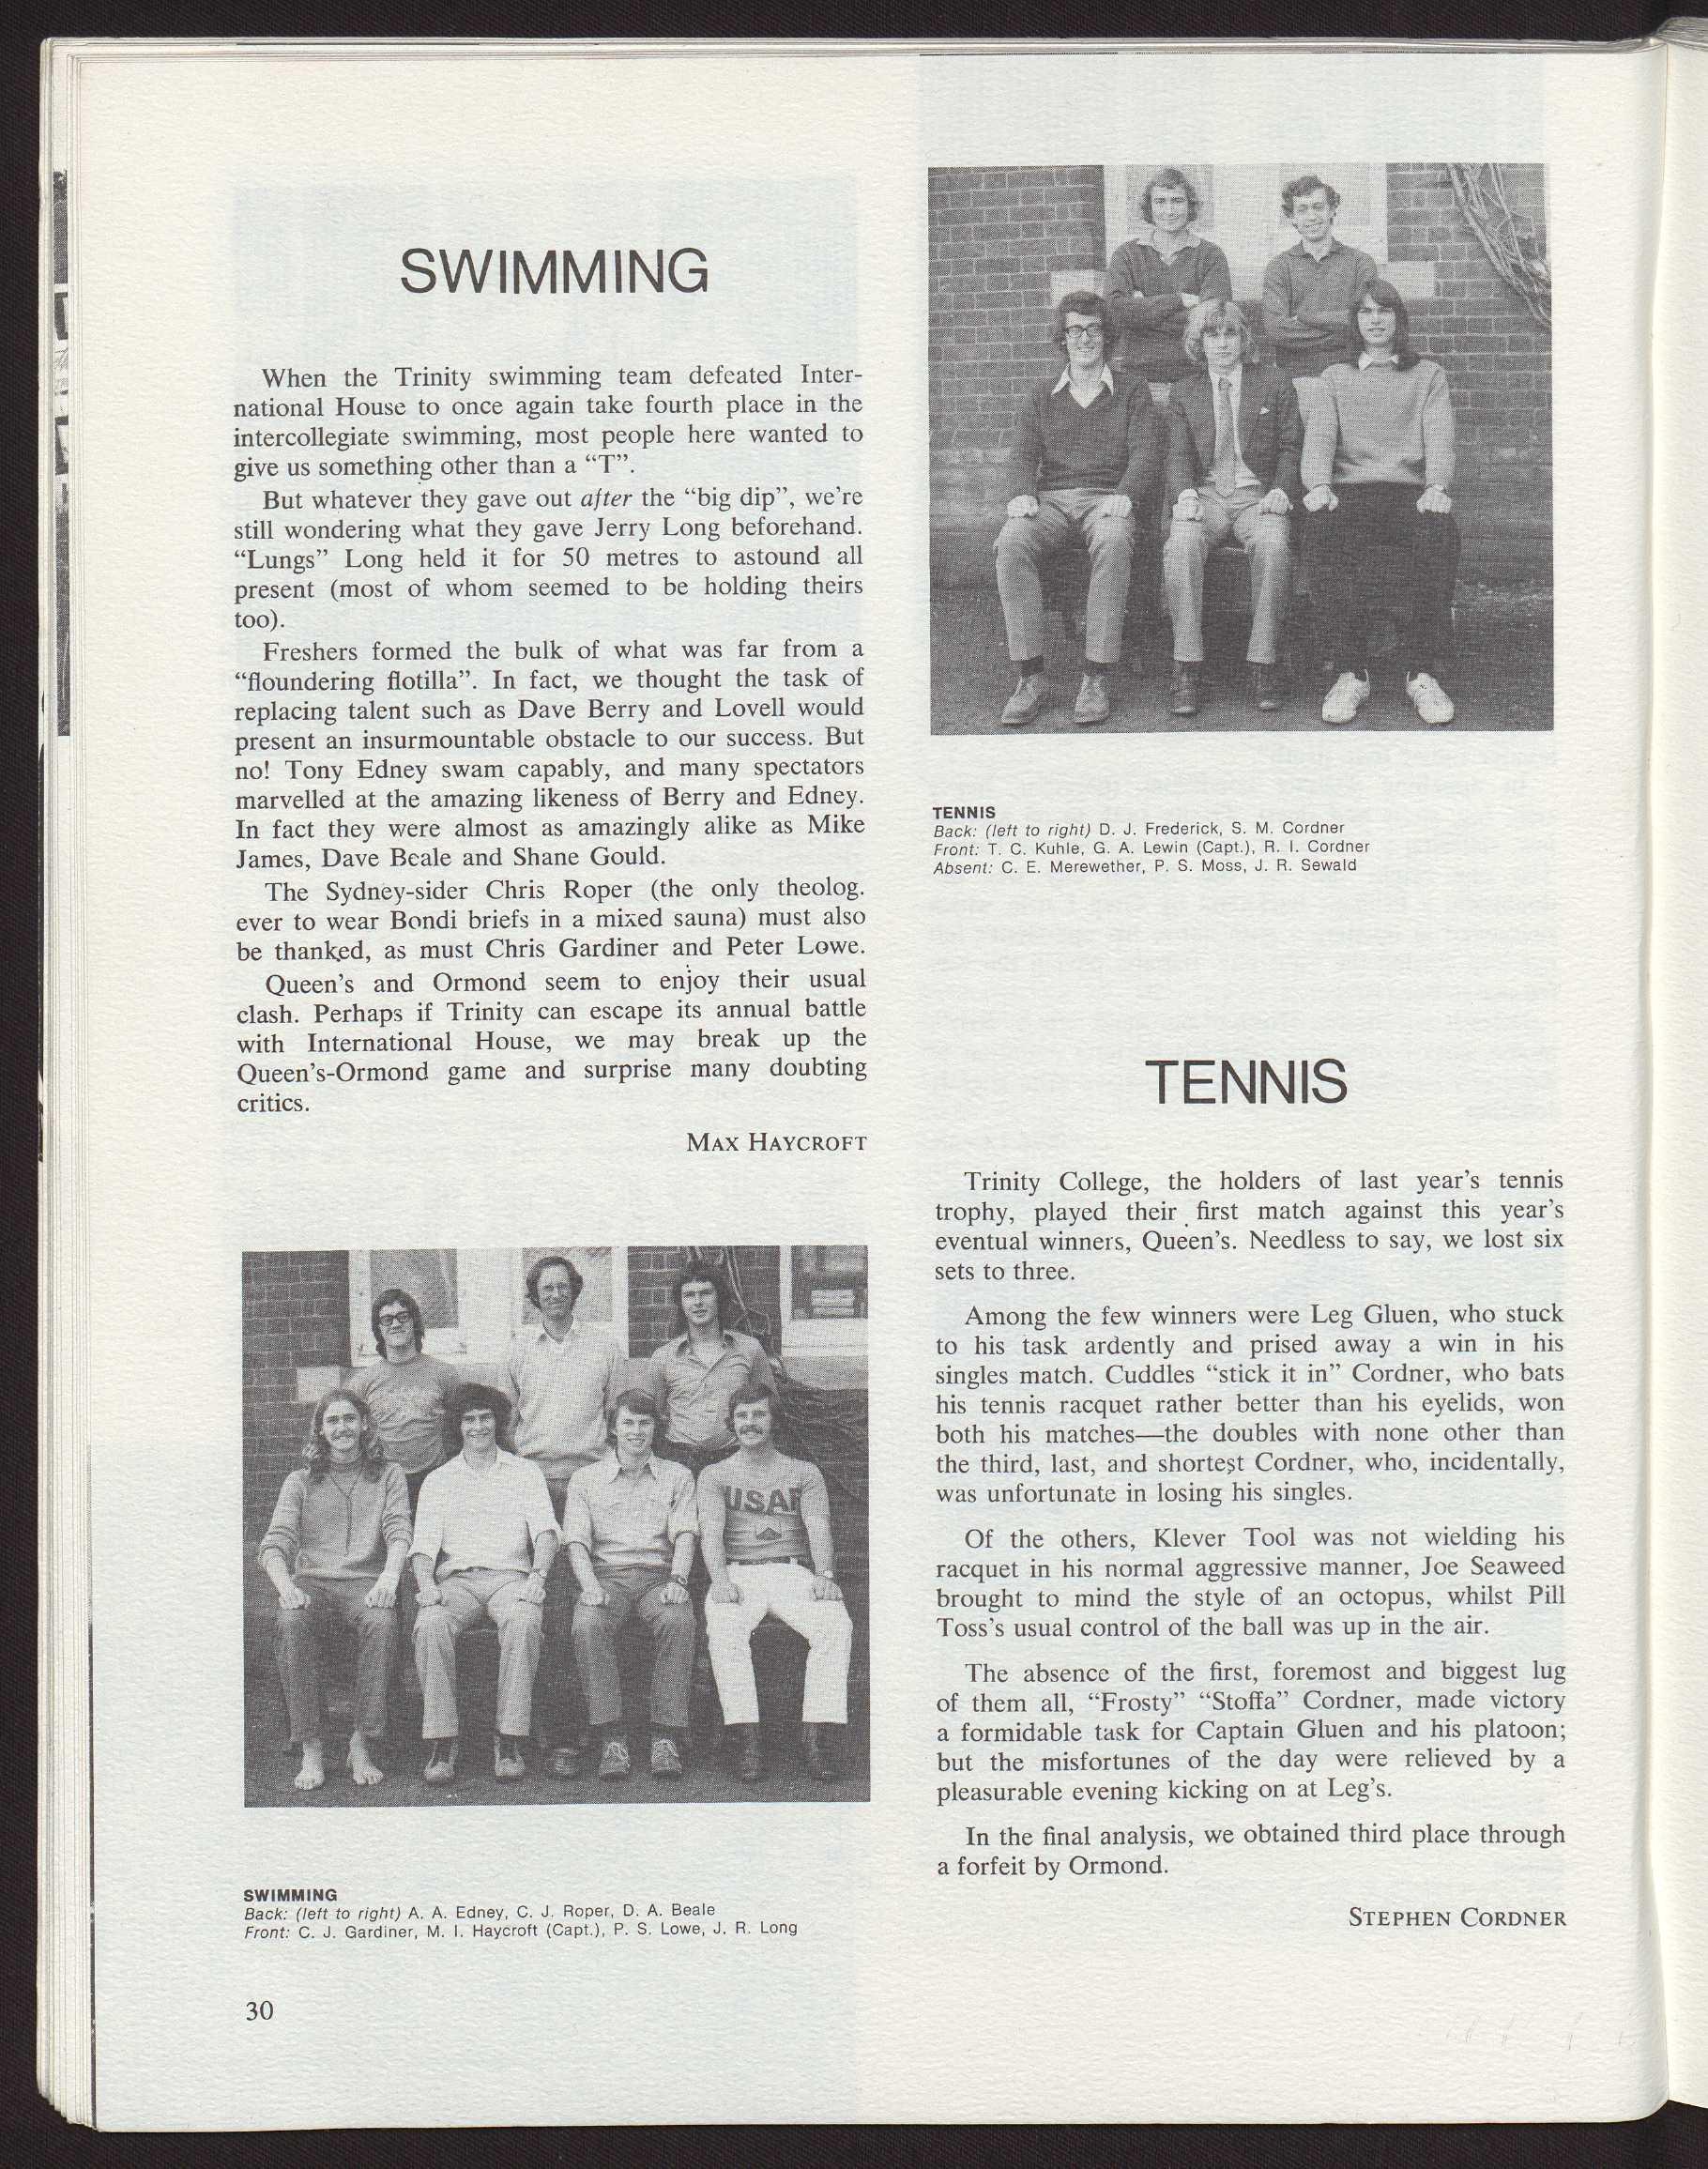 SWIMMING
When the Trinity swimming team defeated Inter-
national House to once again take fourth place in the
intercollegiate swimming, most people here wanted to
give us something other than a “T”.
But whatever they gave out after the “big dip”, we’re
still wondering what they gave Jerry Long beforehand.
“Lungs” Long held it for 50 metres to astound all
present (most of whom seemed to be holding theirs
too).
Freshers formed the bulk of what was far from a
“floundering flotilla”. In fact, we thought the task of
replacing talent such as Dave Berry and Lovell would
present an insurmountable obstacle to our success. But
no! Tony Edney swam capably, and many spectators
marvelled at the amazing likeness of Berry and Edney.
In fact they were almost as amazingly alike as Mike
James, Dave Beale and Shane Gould.
The Sydney-sider Chris Roper (the only theolog.
ever to wear Bondi briefs in a mixed sauna) must also
be thanked, as must Chris Gardiner and Peter Lowe.
Queen’s and Ormond seem to enjoy their usual
clash. Perhaps if Trinity can escape its annual battle
with International House, we may break up the
Queen’s-Ormond game and surprise many doubting
critics.
MAX HAYCROFT
USAF
SWIMMING
Back: (left to right) A. A. Edney, C. J. Roper, D. A. Beale
Front: C. J. Gardiner, M. I. Haycroft (Capt.), P. S. Lowe, J. R. Long
30
TENNIS
Back: (left to right) D. J. Frederick, S. M. Cordner
Front: T. C. Kuhle, G. A. Lewin (Capt.), R. I. Cordner
Absent: C. E. Merewether, P. S. Moss, J. R. Sewald
TENNIS
Trinity College, the holders of last year’s tennis
trophy, played their first match against this year’s
eventual winners, Queen’s. Needless to say, we lost six
sets to three.
Among the few winners were Leg Gluen, who stuck
to his task ardently and prised away a win in his
singles match. Cuddles “stick it in” Cordner, who bats
his tennis racquet rather better than his eyelids, won
both his matches—the doubles with none other than
the third, last, and shortest Cordner, who, incidentally,
was unfortunate in losing his singles.
Of the others, Klever Tool was not wielding his
racquet in his normal aggressive manner, Joe Seaweed
brought to mind the style of an octopus, whilst Pill
Toss’s usual control of the ball was up in the air.
The absence of the first, foremost and biggest lug
of them all, “Frosty” “Stoffa” Cordner, made victory
a formidable task for Captain Gluen and his platoon;
but the misfortunes of the day were relieved by a
pleasurable evening kicking on at Leg’s.
In the final analysis, we obtained third place through
a forfeit by Ormond.
STEPHEN CORDNER